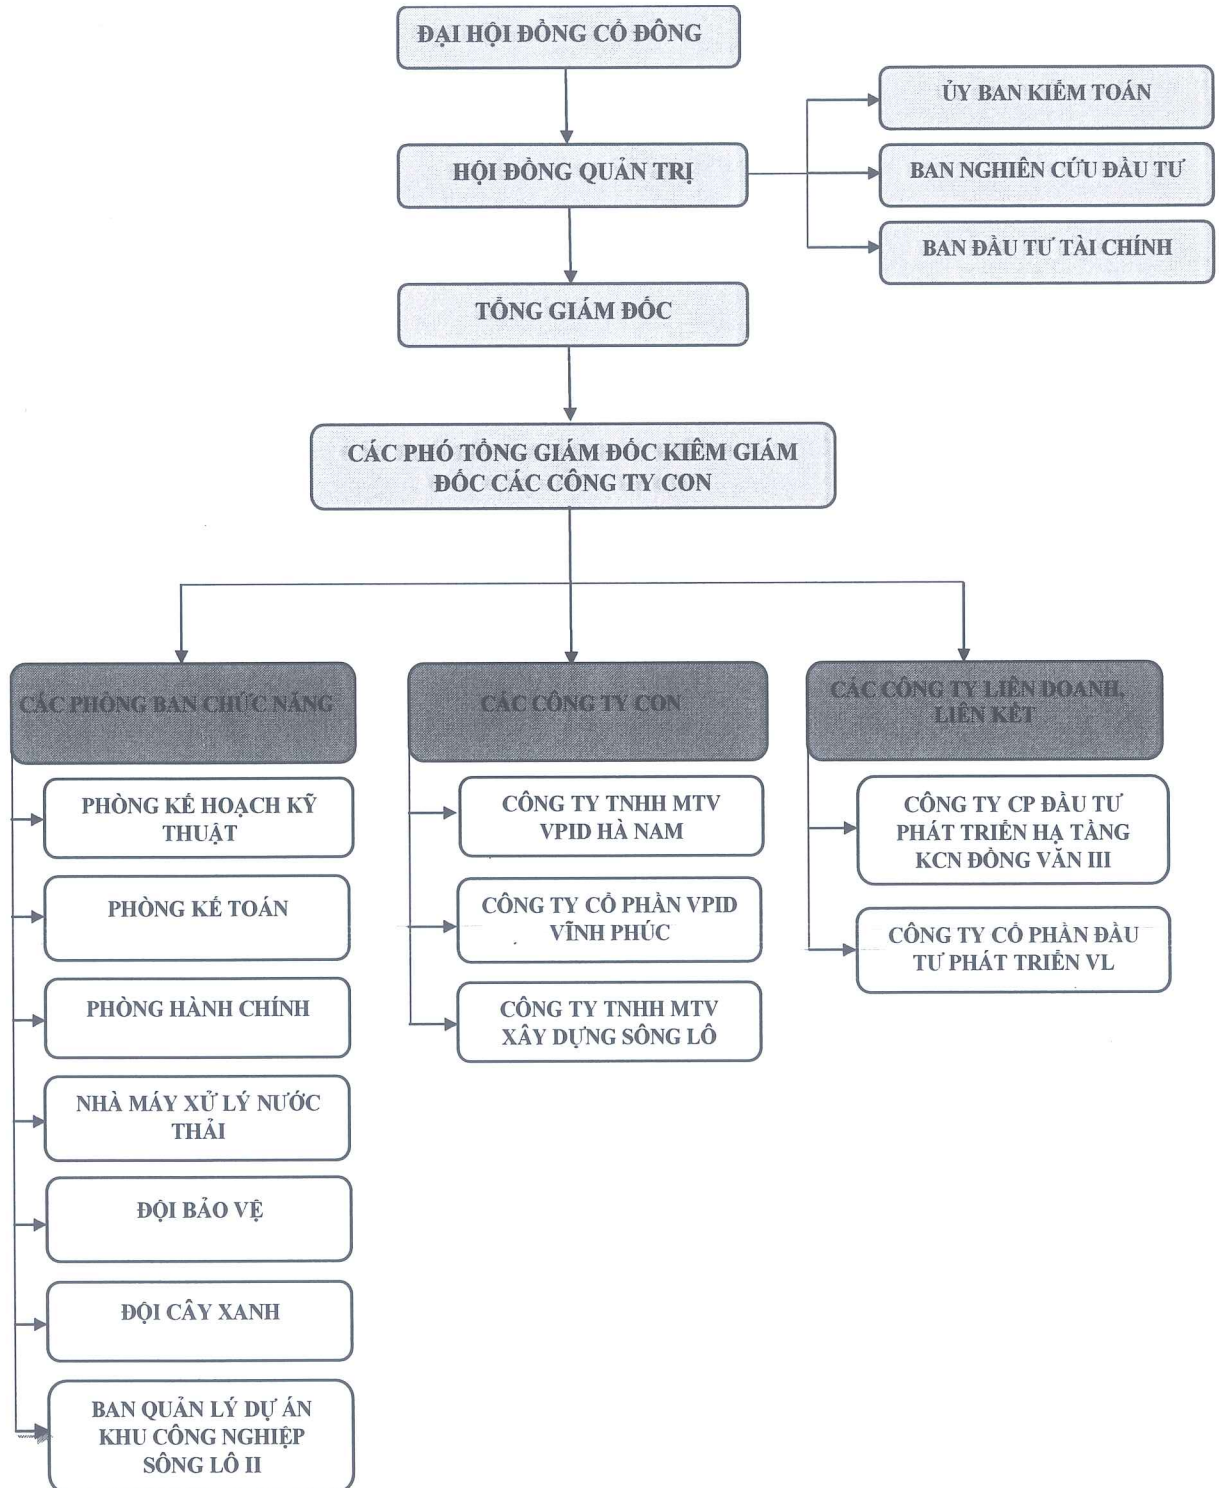 ĐẠI HỘI ĐỒNG CỔ ĐÔNG
HỘI ĐỒNG QUẢN TRỊ
ỦY BAN KIỂM TOÁN
BAN NGHIÊN CỨU ĐẦU TƯ
BAN ĐẦU TƯ TÀI CHÍNH
TỔNG GIÁM ĐỐC
CÁC PHÓ TỔNG GIÁM ĐỐC KIÊM GIÁM
ĐỐC CÁC CÔNG TY CON
CÁC PHÒNG BAN CHỨC NĂNG
PHÒNG KẾ HOẠCH KỸ
THUẬT
PHÒNG KẾ TOÁN
PHÒNG HÀNH CHÍNH
NHÀ MÁY XỬ LÝ NƯỚC
THẢI
ĐỘI BẢO VỆ
ĐỘI CÂY XANH
BAN QUẢN LÝ DỰ ÁN
KHU CÔNG NGHIỆP
SÔNG LÔ II
CÁC CÔNG TY CON
CÔNG TY TNHH MTV
VPID HÀ NAM
CÔNG TY CỔ PHẦN VPID
VĨNH PHÚC
CÔNG TY TNHH MTV
XÂY DỰNG SÔNG LÔ
CÁC CÔNG TY LIÊN DOANH,
LIÊN KẾT
CÔNG TY CP ĐẦU TƯ
PHÁT TRIỂN HẠ TẦNG
KCN ĐỒNG VĂN III
CÔNG TY CỔ PHẦN ĐẦU
TƯ PHÁT TRIỂN VL